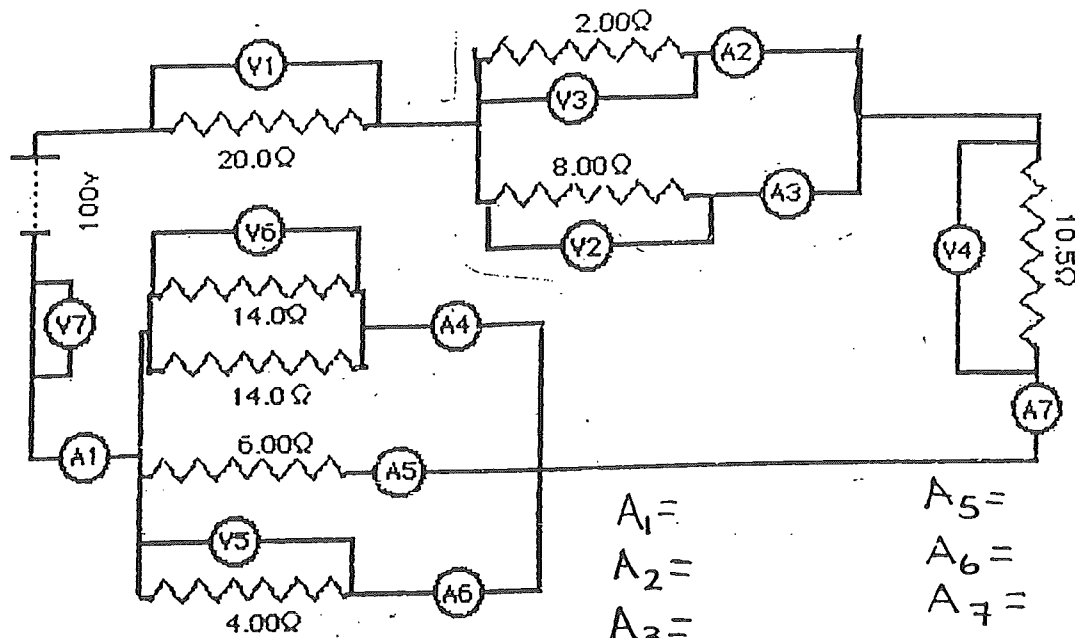 2.00Ω
V1
A2
V3
20.0Ω
8.00Ω
100v
A3
V6
V2
V4
10.5Ω
14.0Ω
V7
A4
14.0Ω
A7
6.00Ω
A1
A5
A1=
A5=
V5
A2=
A6=
A6
A3=
A7=
4.00Ω